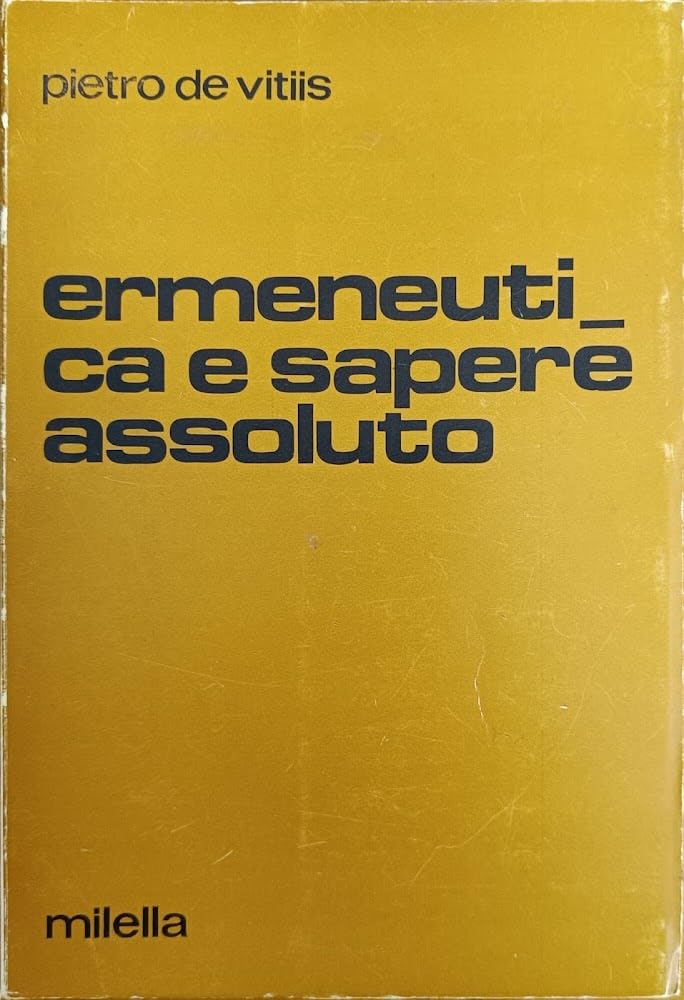 pietro de vitiis
ermeneuti_
ca e sapere
assoluto
milella